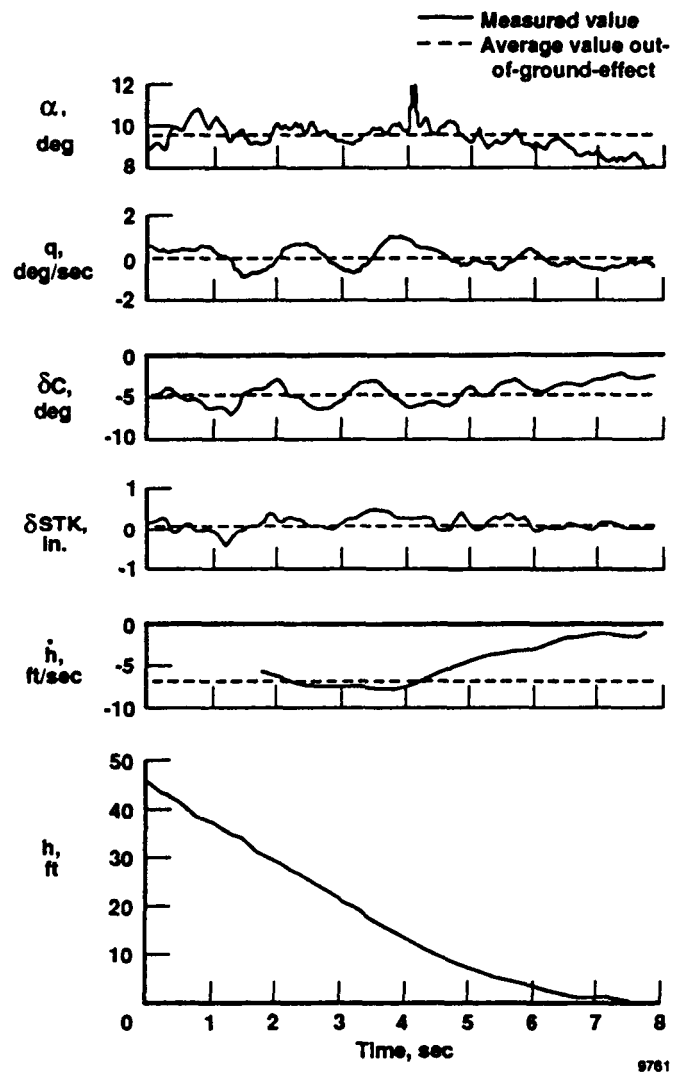 Measured value
Average value out-
of-ground-effect
α,
deg
12
10
8
q,
deg/sec
2
0
-2
δC,
deg
0
-5
-10
δSTK,
in.
1
0
-1
ḣ,
ft/sec
0
-5
-10
h,
ft
50
40
30
20
10
0 1 2 3 4 5 6 7 8
Time, sec
9761